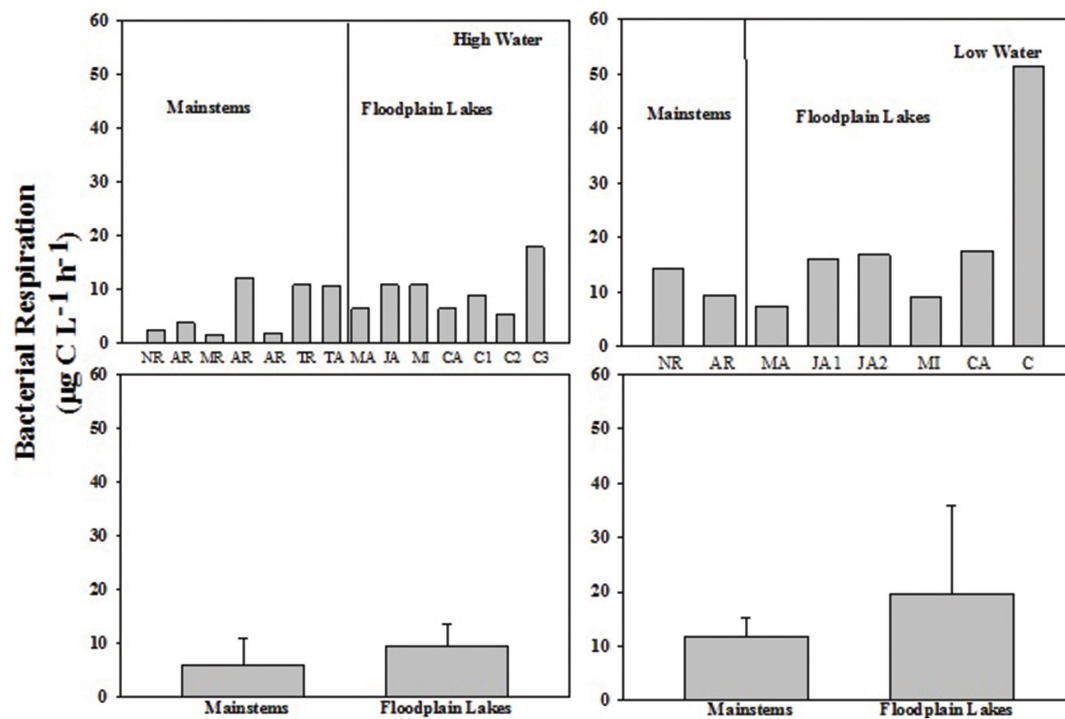 Bacterial Respiration
(µg C L-1 h-1)
60
50
40
30
20
10
0
High Water
Mainstems
Floodplain Lakes
NR AR MR AR AR TR TA MA JA MI CA C1 C2 C3
60
50
40
30
20
10
0
Low Water
Mainstems
Floodplain Lakes
NR AR MA JA1 JA2 MI CA C
60
50
40
30
20
10
0
Mainstems Floodplain Lakes
60
50
40
30
20
10
0
Mainstems Floodplain Lakes